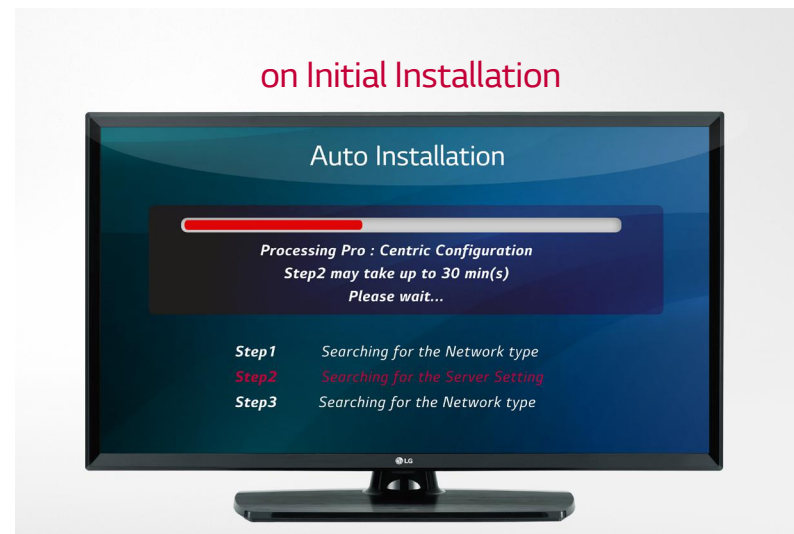 on Initial Installation
Auto Installation
Processing Pro : Centric Configuration
Step2 may take up to 30 min(s)
Please wait...
Step1 Searching for the Network type
Step2 Searching for the Server Setting
Step3 Searching for the Network type
LG